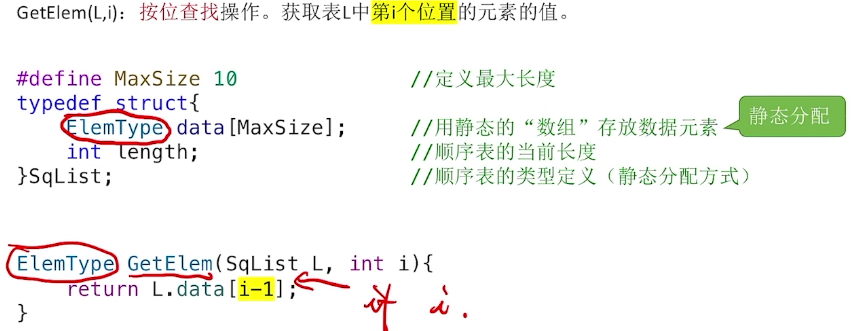 GetElem(L,i)：按位查找操作。获取表L中第i个位置的元素的值。
#define MaxSize 10 //定义最大长度
typedef struct{
ElemType data[MaxSize]; //用静态的“数组”存放数据元素 静态分配
int length; //顺序表的当前长度
}SqList; //顺序表的类型定义（静态分配方式）
ElemType GetElem(SqList L, int i){
return L.data[i-1]; if i.
}